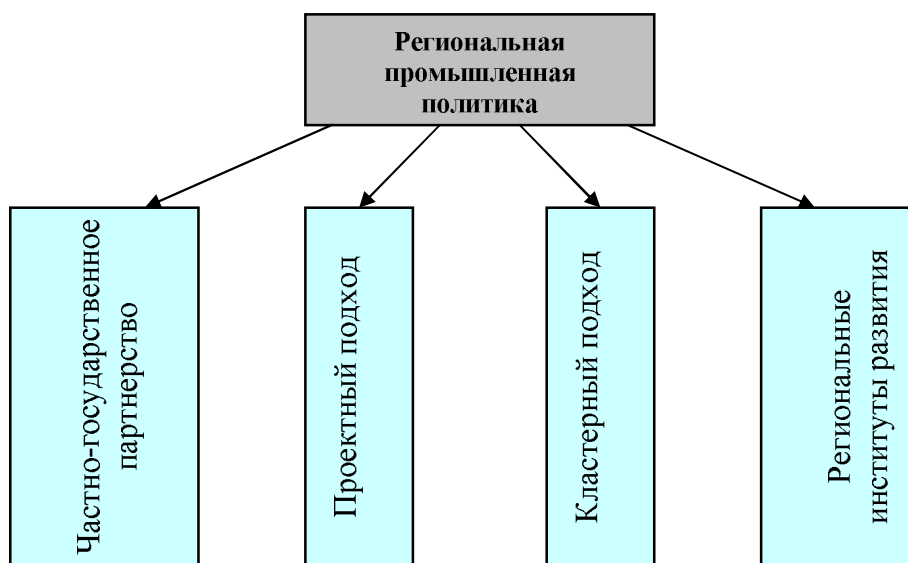 Региональная
промышленная
политика
Частно-государственное
партнерство
Проектный подход
Кластерный подход
Региональные
институты развития